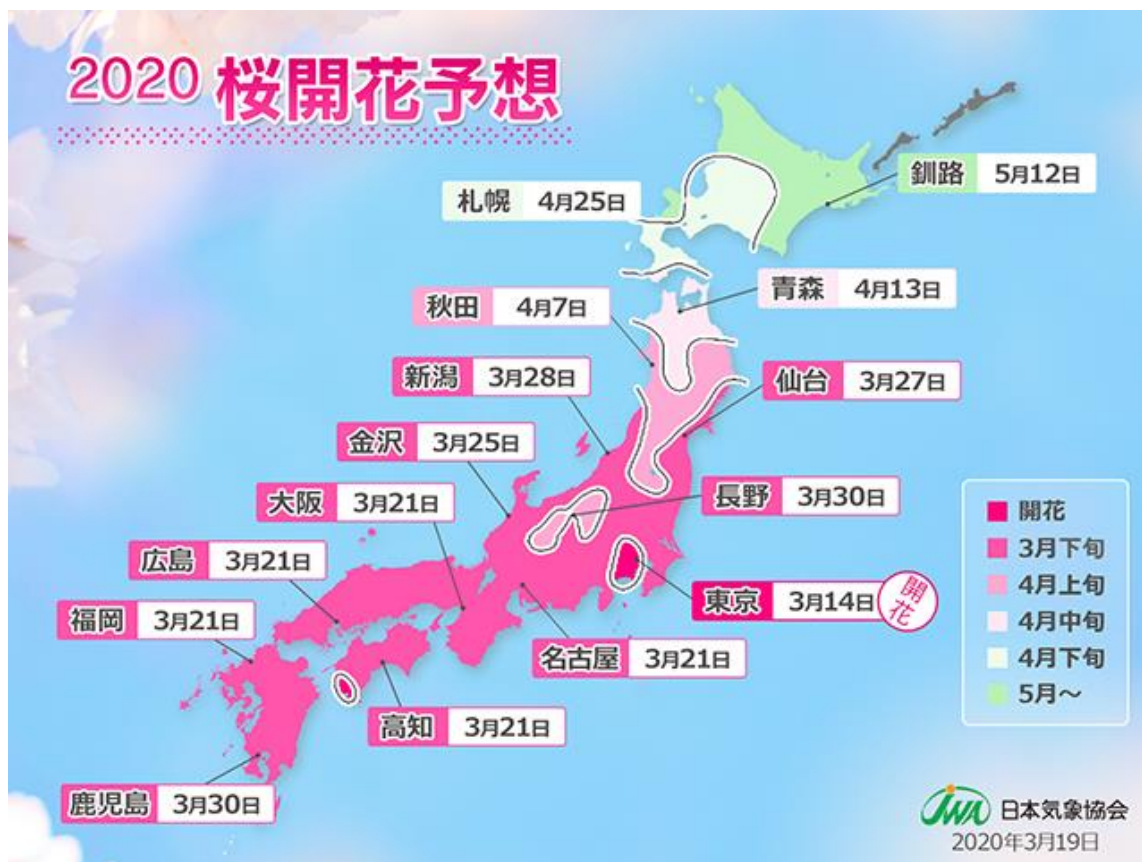 2020 桜開花予想
釧路 5月12日
札幌 4月25日
青森 4月13日
秋田 4月7日
新潟 3月28日
仙台 3月27日
金沢 3月25日
大阪 3月21日
長野 3月30日
広島 3月21日
東京 3月14日 開花
福岡 3月21日
名古屋 3月21日
高知 3月21日
鹿児島 3月30日
開花
3月下旬
4月上旬
4月中旬
4月下旬
5月～
JWA 日本気象協会
2020年3月19日